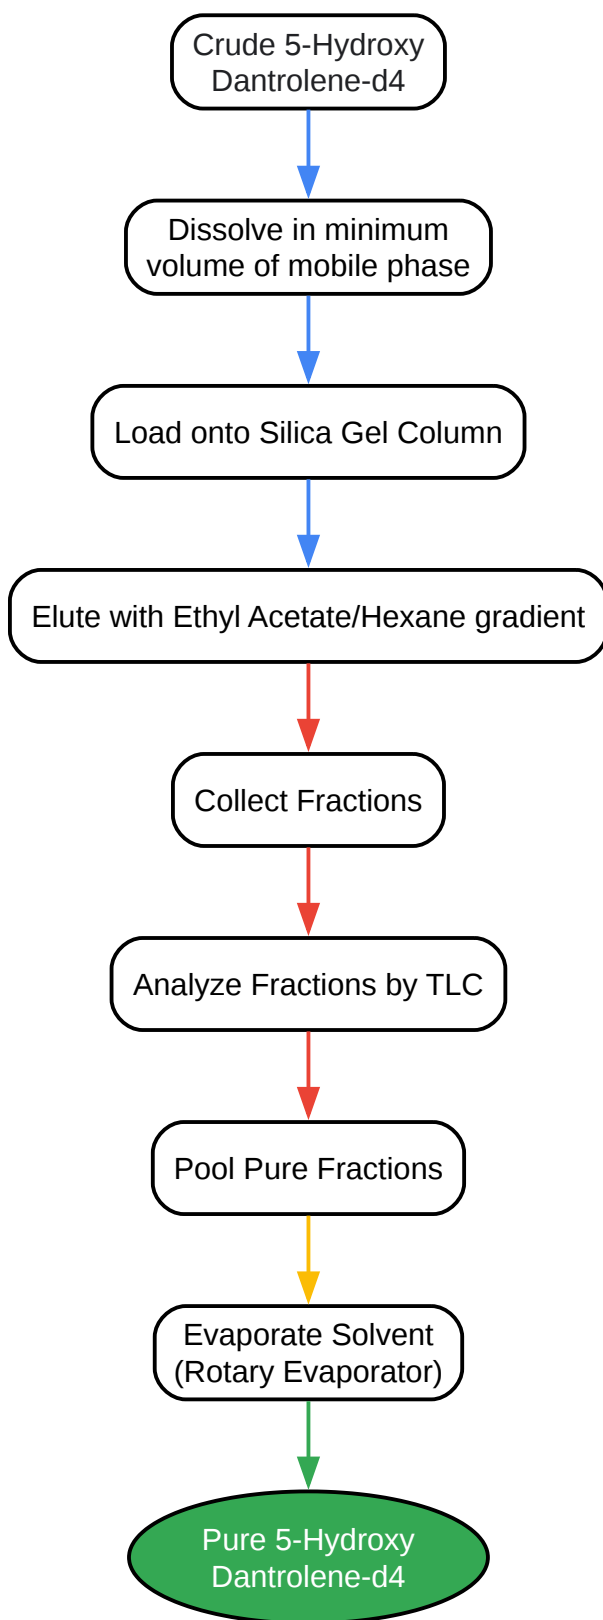 Crude 5-Hydroxy
Dantrolene-d4
Dissolve in minimum
volume of mobile phase
Load onto Silica Gel Column
Elute with Ethyl Acetate/Hexane gradient
Collect Fractions
Analyze Fractions by TLC
Pool Pure Fractions
Evaporate Solvent
(Rotary Evaporator)
Pure 5-Hydroxy
Dantrolene-d4